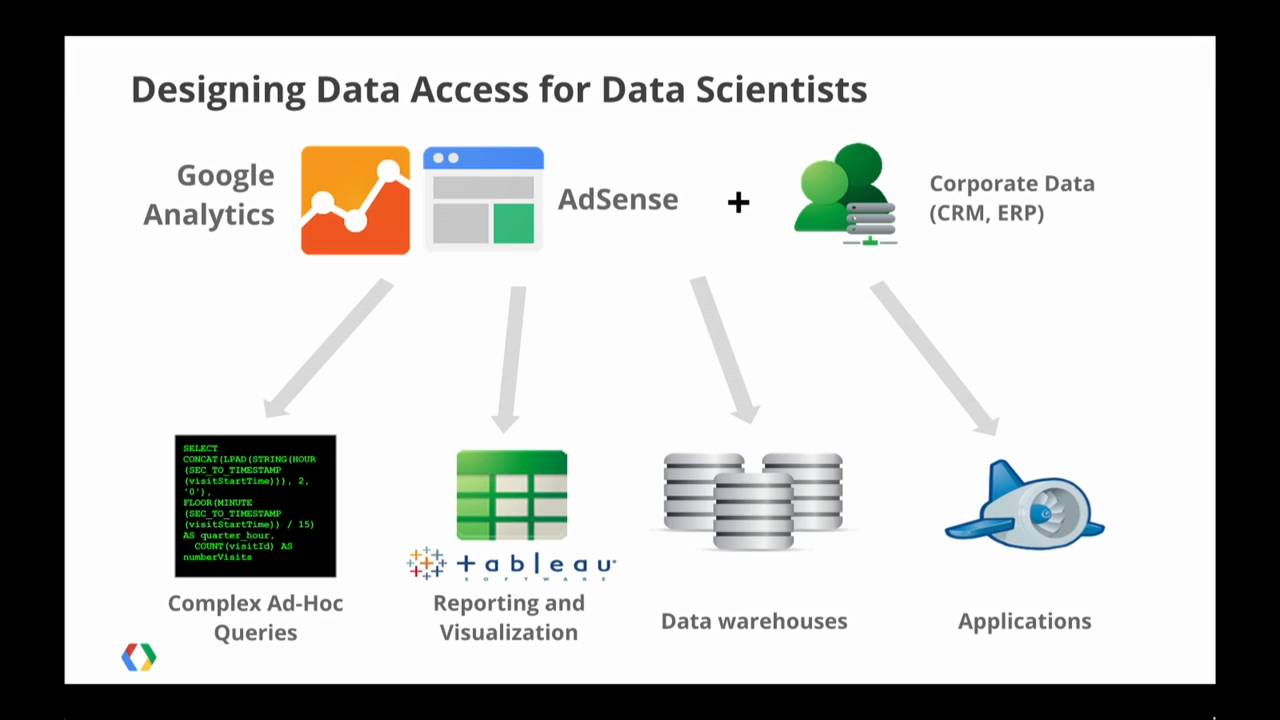 Designing Data Access for Data Scientists
Google
Analytics
AdSense
+
Corporate Data
(CRM, ERP)
SELECT
CONCAT(LPAD(STRING(HOUR
(SEC_TO_TIMESTAMP
(visitStartTime))), 2,
'0'),
FLOOR(MINUTE
(SEC_TO_TIMESTAMP
(visitStartTime)) / 15)
AS quarter_hour,
COUNT(visitId) AS
numberVisits
+ableau
SOFTWARE
Complex Ad-Hoc
Queries
Reporting and
Visualization
Data warehouses
Applications